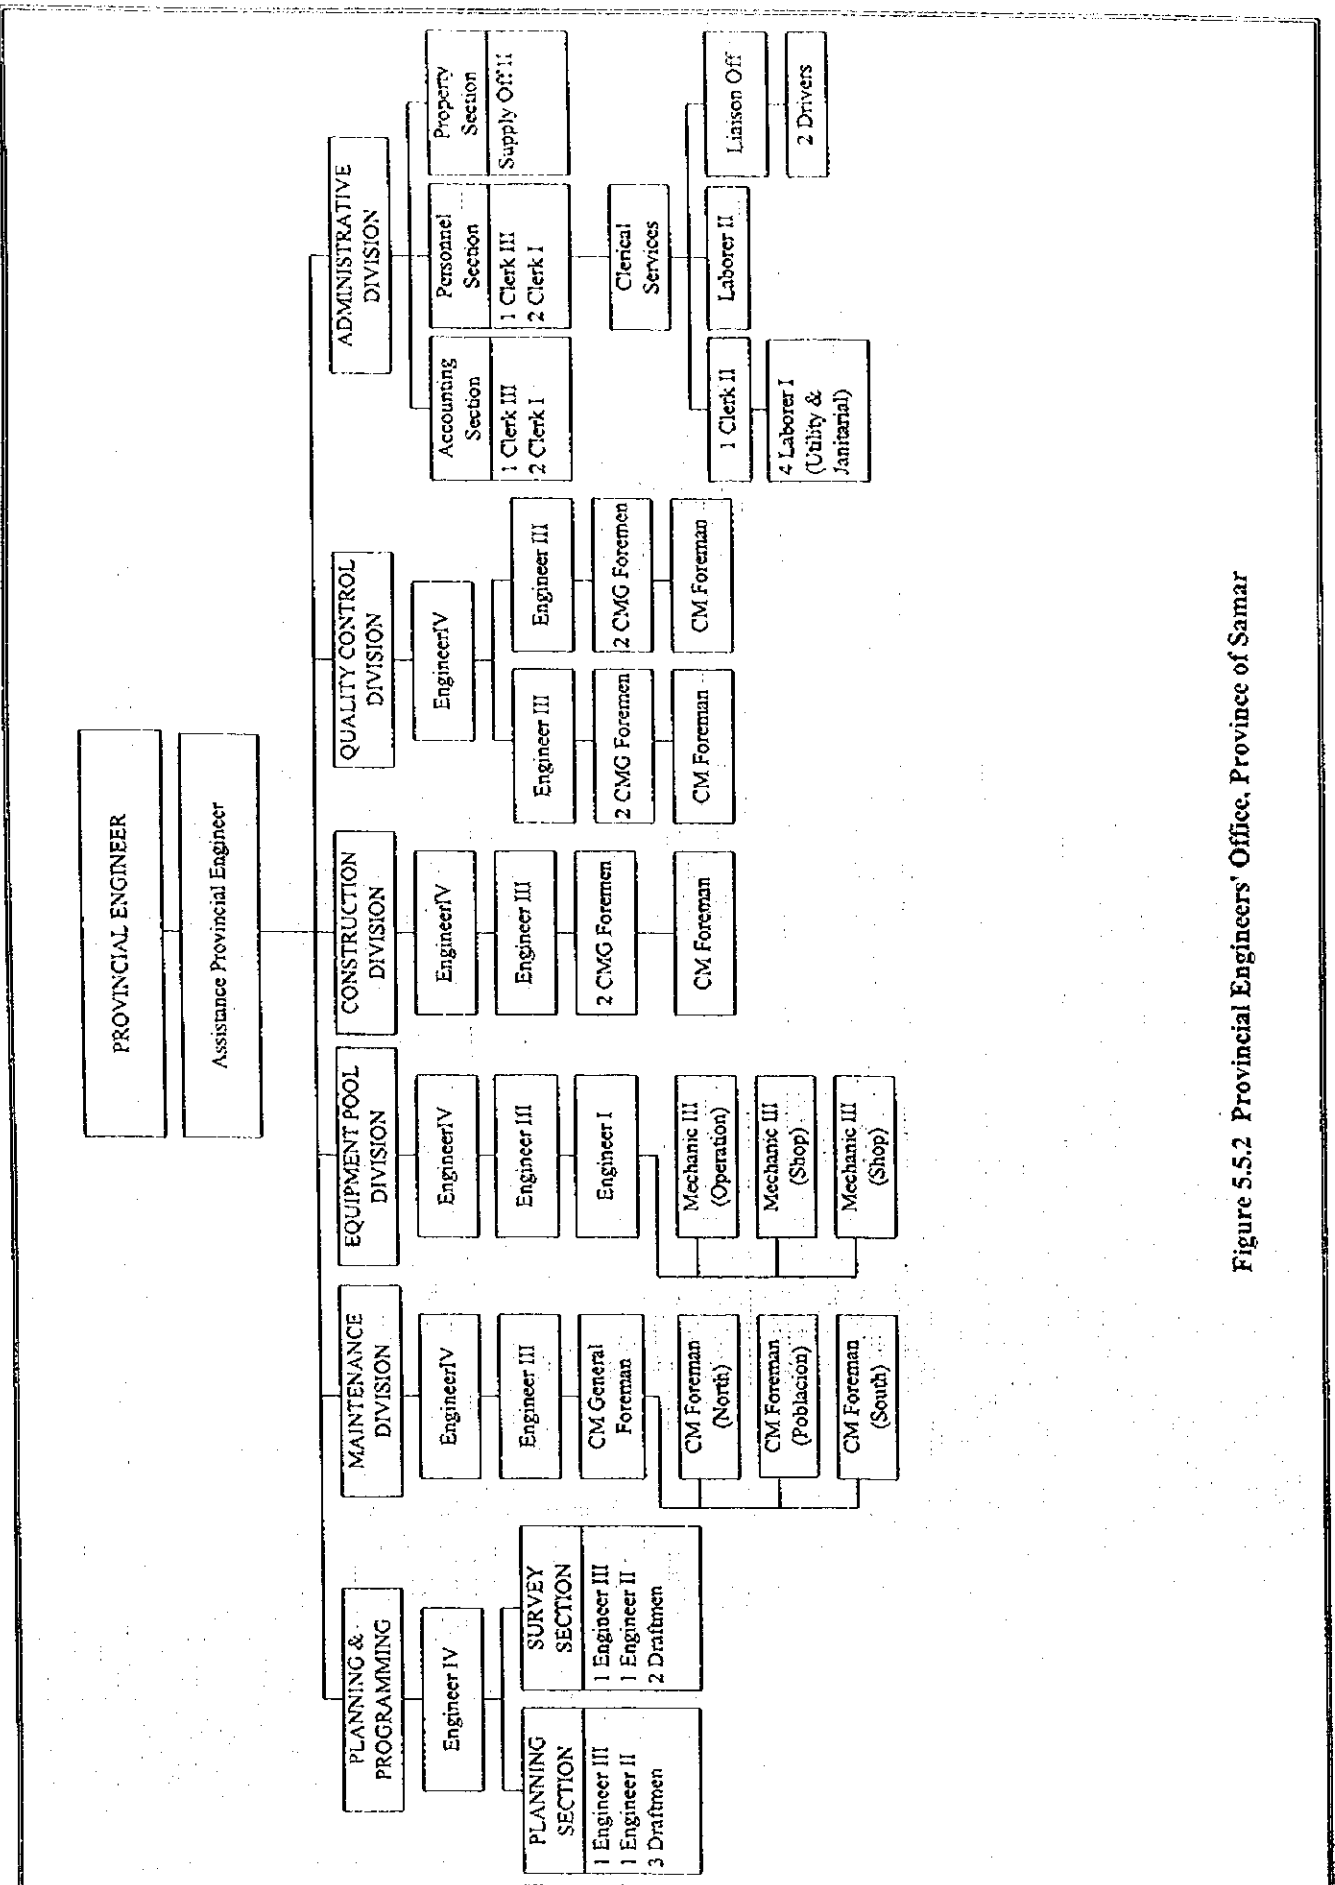 PROVINCIAL ENGINEER
Assistance Provincial Engineer
PLANNING &
PROGRAMMING
Engineer IV
PLANNING
SECTION
1 Engineer III
1 Engineer II
3 Draftmen
SURVEY
SECTION
1 Engineer III
1 Engineer II
2 Draftmen
MAINTENANCE
DIVISION
EngineerIV
Engineer III
CM General
Foreman
CM Foreman
(North)
CM Foreman
(Poblacion)
CM Foreman
(South)
EQUIPMENT POOL
DIVISION
EngineerIV
Engineer III
Engineer I
Mechanic III
(Operation)
Mechanic III
(Shop)
Mechanic III
(Shop)
CONSTRUCTION
DIVISION
EngineerIV
Engineer III
2 CMG Foremen
CM Foreman
QUALITY CONTROL
DIVISION
EngineerIV
Engineer III
2 CMG Foremen
CM Foreman
Engineer III
2 CMG Foremen
CM Foreman
ADMINISTRATIVE
DIVISION
Accounting
Section
1 Clerk III
2 Clerk I
Personnel
Section
1 Clerk III
2 Clerk I
Property
Section
Supply Off II
Clerical
Services
1 Clerk II
4 Laborer I
(Utility &
Janitarial)
Laborer II
Liaison Off
2 Drivers
Figure 5.5.2 Provincial Engineers' Office, Province of Samar